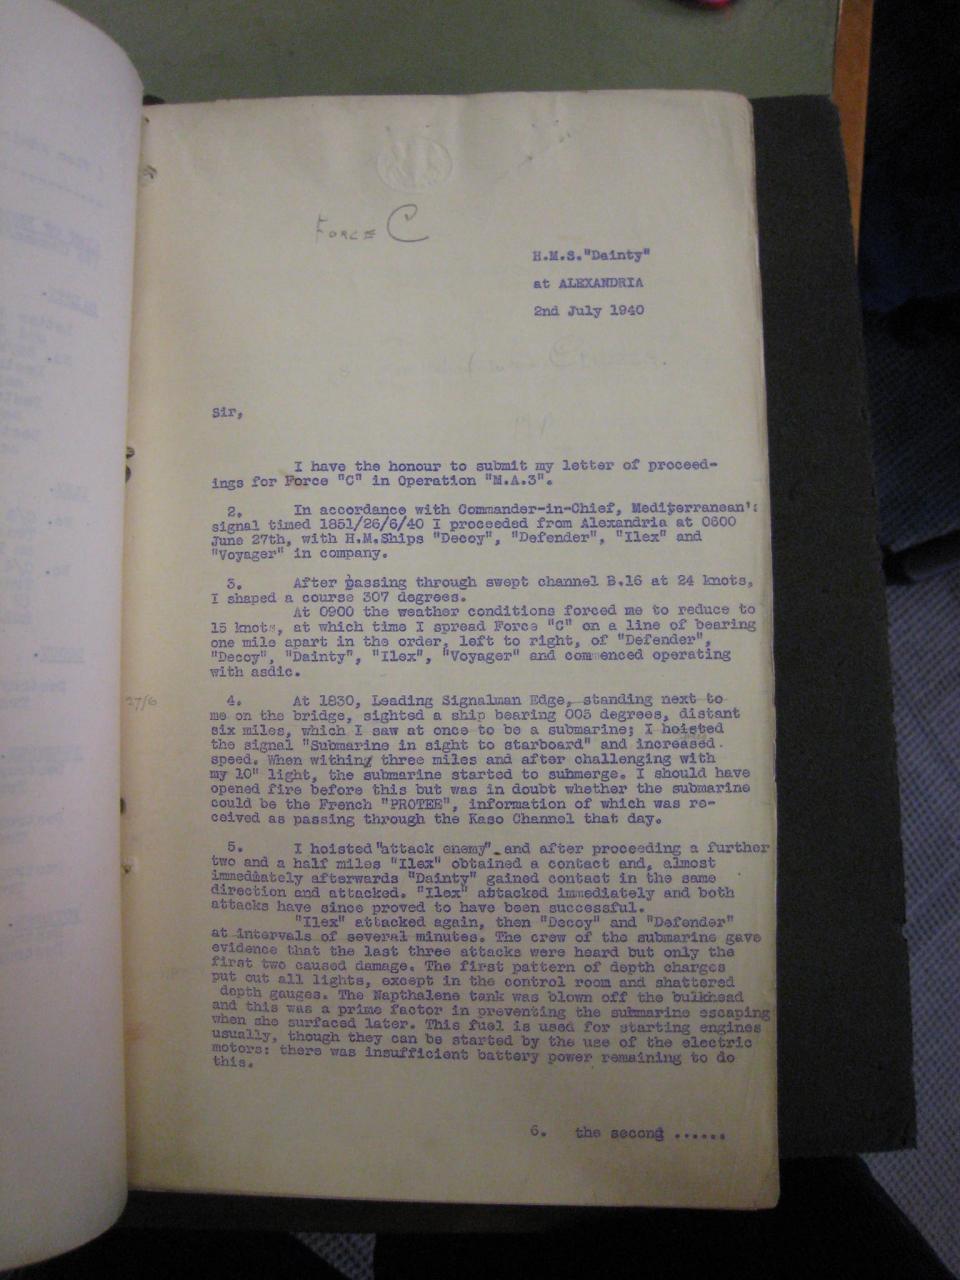 Force C
H.M.S."Dainty"
at ALEXANDRIA
2nd July 1940
Sir,
I have the honour to submit my letter of proceed-
ings for Force "C" in Operation "M.A.3".
2. In accordance with Commander-in-Chief, Mediterranean's
signal timed 1851/26/6/40 I proceeded from Alexandria at 0600
June 27th, with H.M.Ships "Decoy", "Defender", "Ilex" and
"Voyager" in company.
3. After passing through swept channel B.16 at 24 knots,
I shaped a course 307 degrees.
At 0900 the weather conditions forced me to reduce to
15 knots, at which time I spread Force "C" on a line of bearing
one mile apart in the order, left to right, of "Defender",
"Decoy", "Dainty", "Ilex", "Voyager" and commenced operating
with asdic.
27/6
4. At 1830, Leading Signalman Edge, standing next to
me on the bridge, sighted a ship bearing 005 degrees, distant
six miles, which I saw at once to be a submarine; I hoisted
the signal "Submarine in sight to starboard" and increased
speed. When withing three miles and after challenging with
my 10" light, the submarine started to submerge. I should have
opened fire before this but was in doubt whether the submarine
could be the French "PROTEE", information of which was re-
ceived as passing through the Kaso Channel that day.
5. I hoisted "attack enemy" and after proceeding a further
two and a half miles "Ilex" obtained a contact and, almost
immediately afterwards "Dainty" gained contact in the same
direction and attacked. "Ilex" attacked immediately and both
attacks have since proved to have been successful.
"Ilex" attacked again, then "Decoy" and "Defender"
at intervals of several minutes. The crew of the submarine gave
evidence that the last three attacks were heard but only the
first two caused damage. The first pattern of depth charges
put out all lights, except in the control room and shattered
depth gauges. The Napthalene tank was blown off the bulkhead
and this was a prime factor in preventing the submarine escaping
when she surfaced later. This fuel is used for starting engines
usually, though they can be started by the use of the electric
motors: there was insufficient battery power remaining to do
this.
6. the second ......